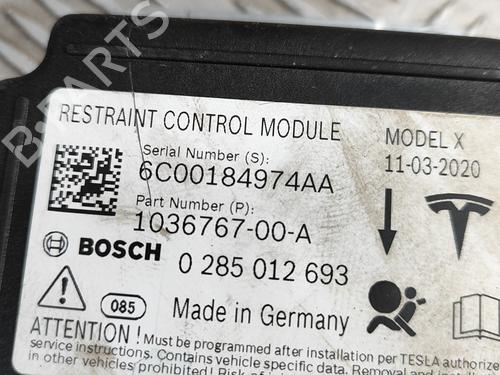 RESTRAINT CONTROL MODULE
MODEL X
Serial Number (S):
11-03-2020
6C00184974AA
Part Number (P):
1036767-00-A
BOSCH
0 285 012 693
085
Made in Germany
ATTENTION ! Must be programmed after installation per TESLA authorized
service instructions. Contains vehicle specific data. Removal and
in other vehicles prohibited!
B-PARTS